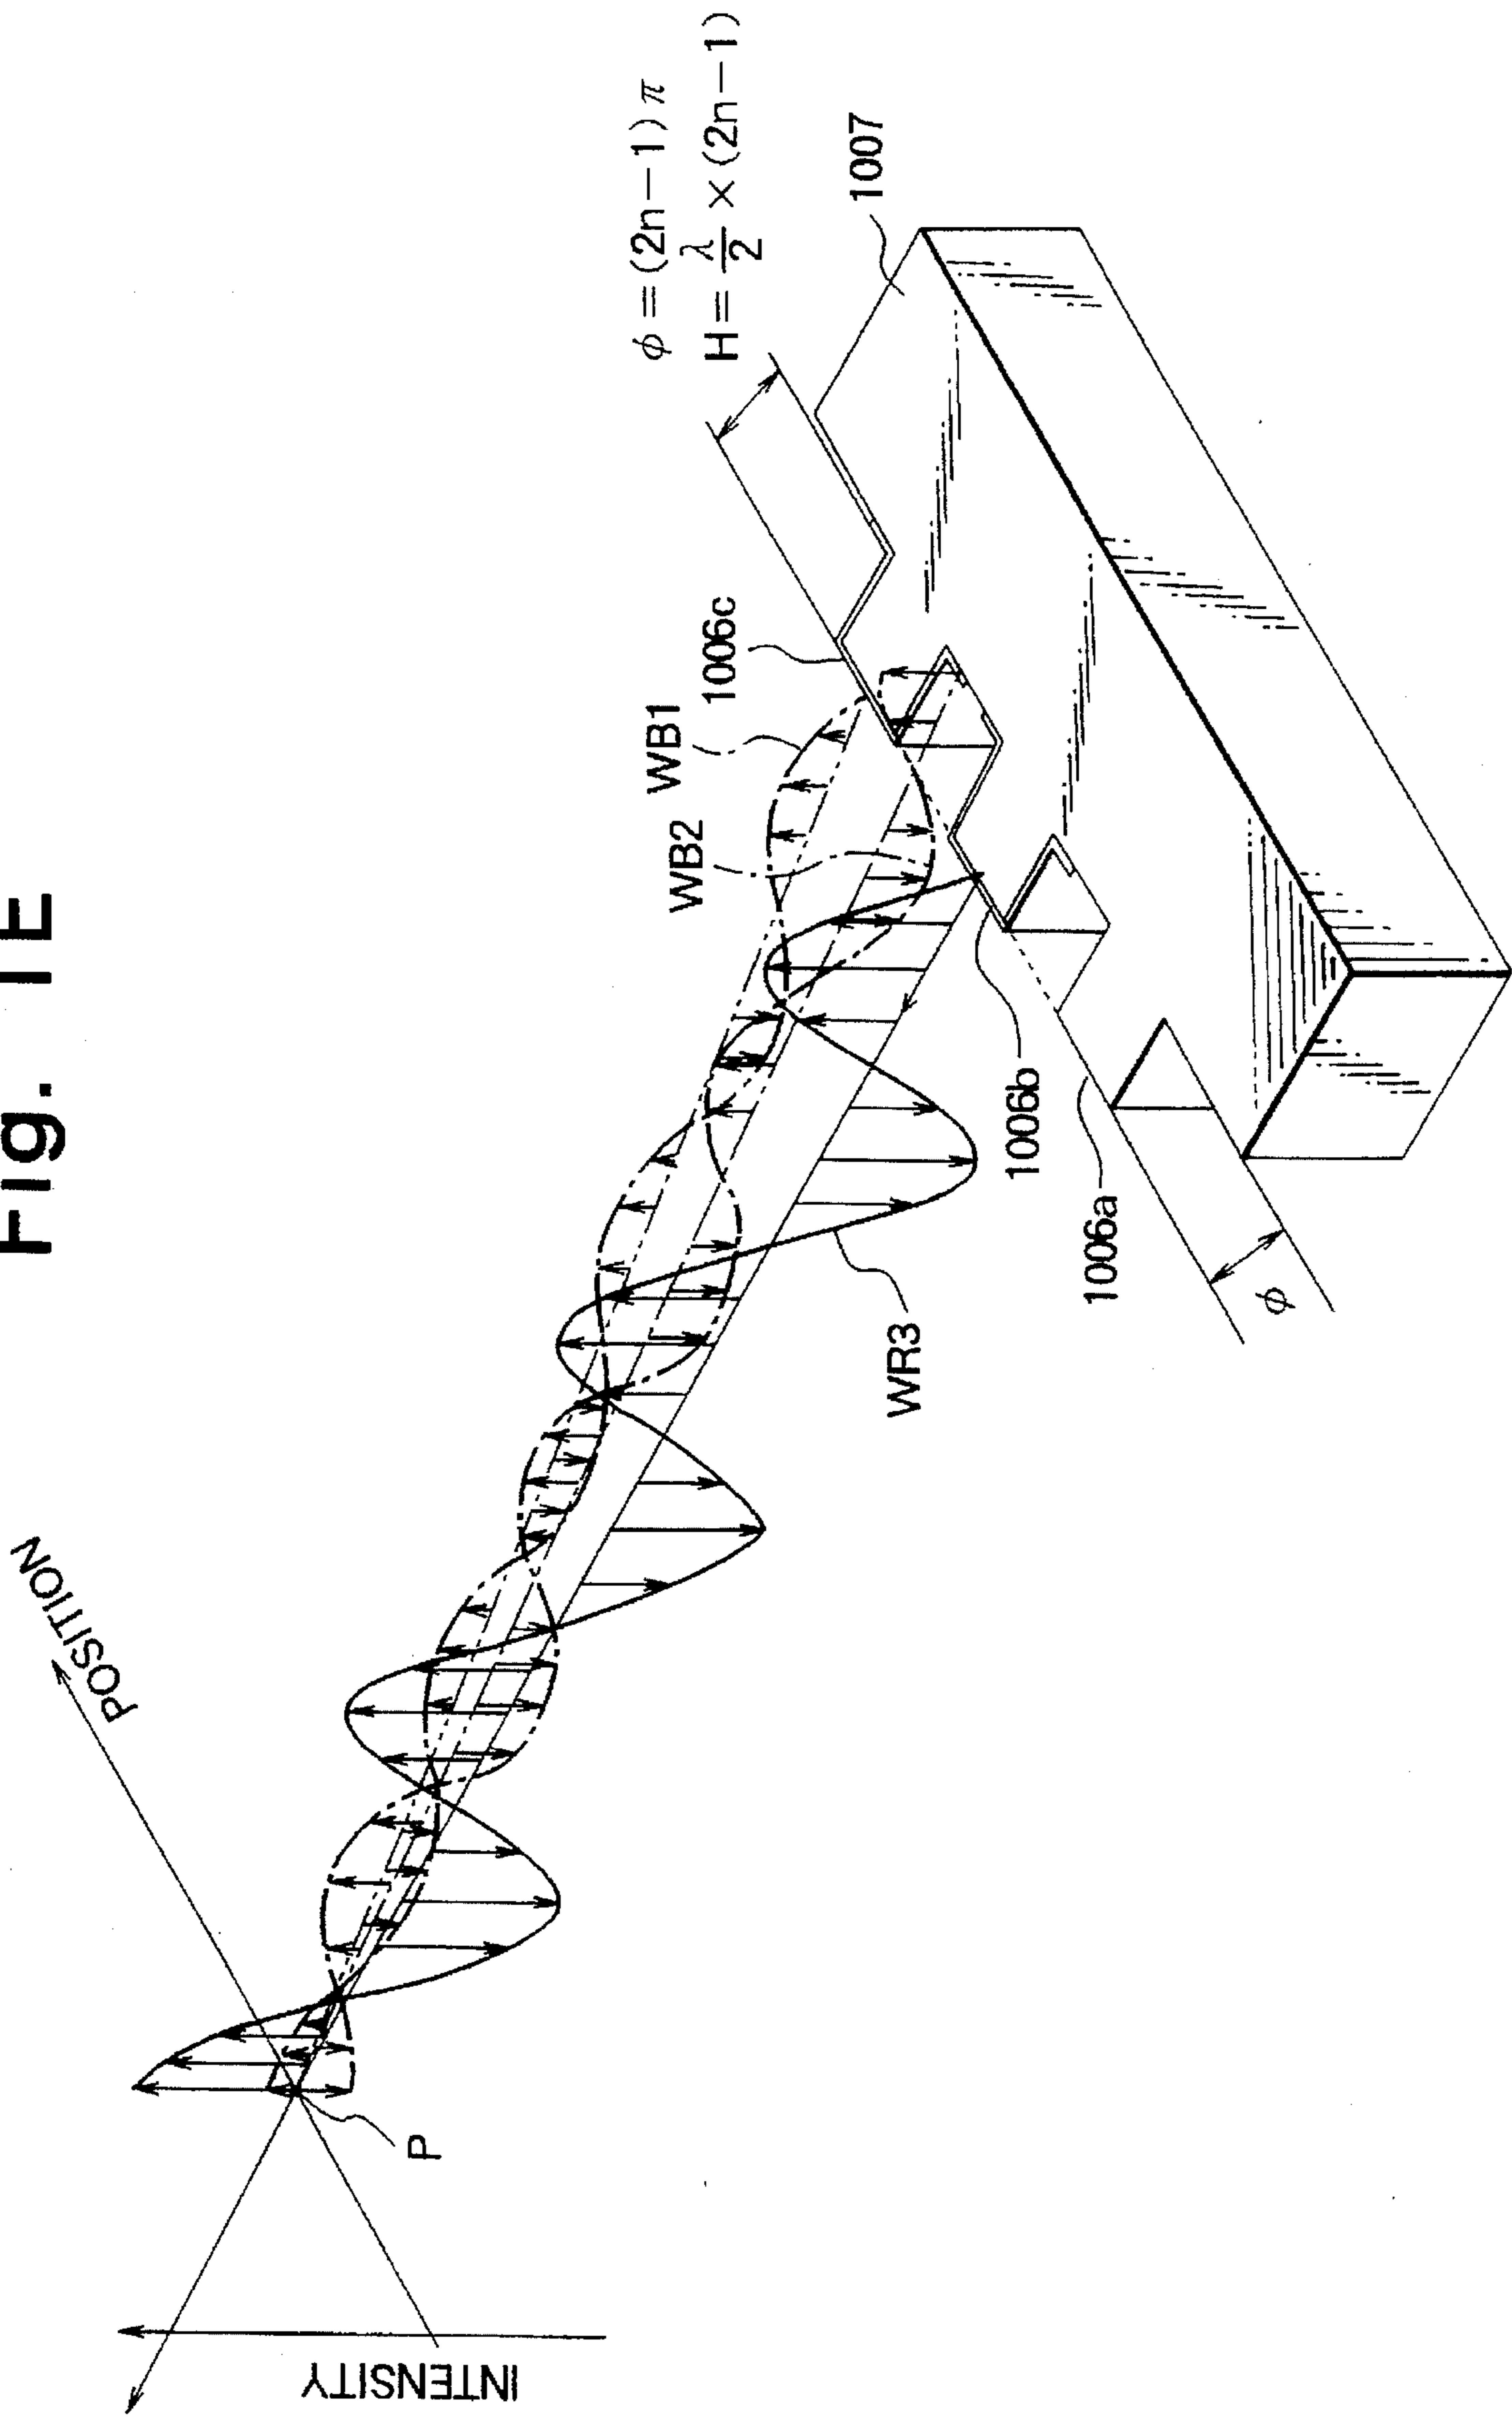 Fig. 1E
ϕ=(2n−1)π
H=λ/2×(2n−1)
1007
1006c
WB1
WB2
1006b
1006a
ϕ
WR3
POSITION
P
INTENSITY